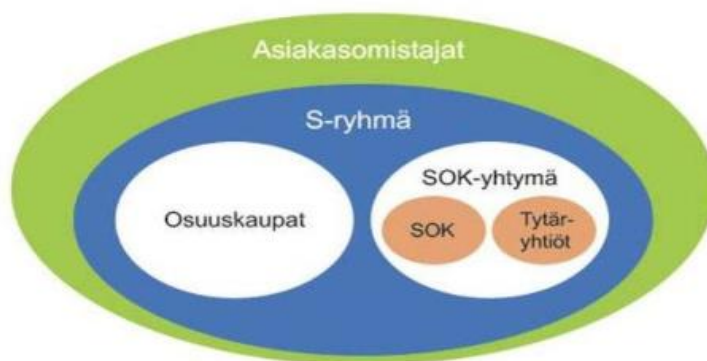 Asiakasomistajat
S-ryhmä
Osuuskaupat
SOK-yhtymä
SOK
Tytär-
yhtiöt